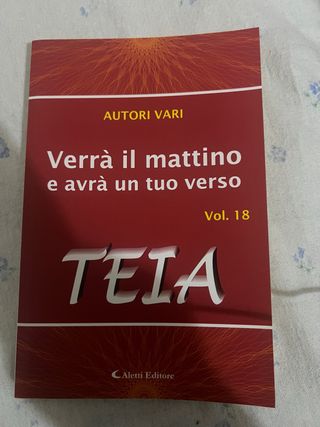 AUTORI VARI
Verrà il mattino
e avrà un tuo verso
Vol. 18
TEIA
Aletti Editore